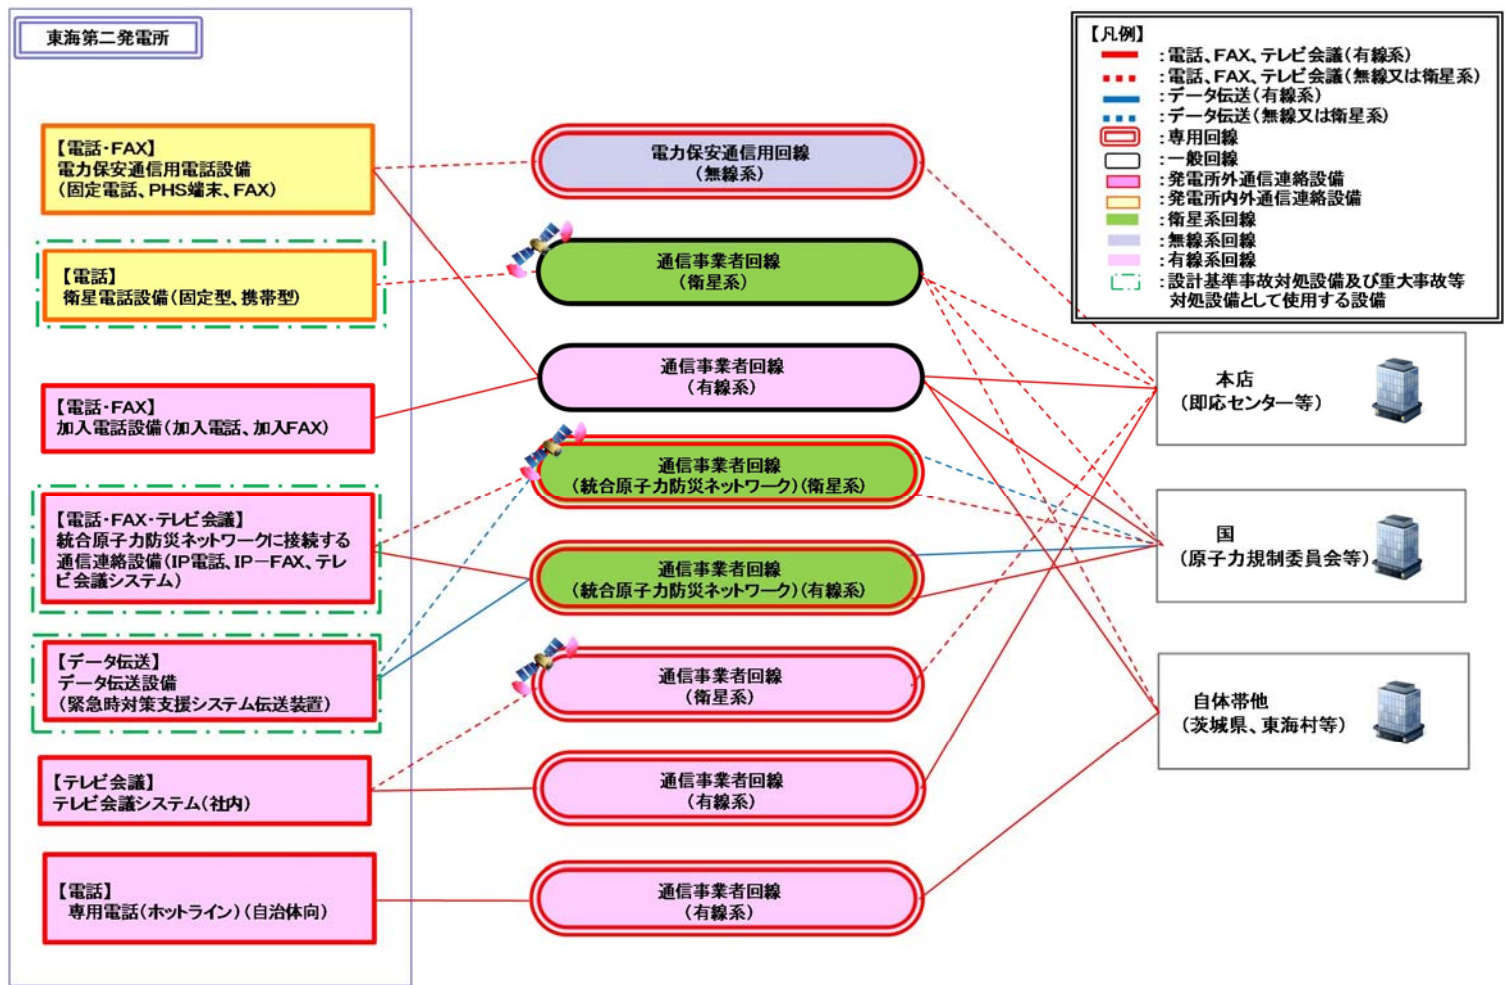 東海第二発電所
【電話・FAX】
電力保安通信用電話設備
(固定電話、PHS端末、FAX)
【電話】
衛星電話設備(固定型、携帯型)
【電話・FAX】
加入電話設備(加入電話、加入FAX)
【電話・FAX・テレビ会議】
統合原子力防災ネットワークに接続する
通信連絡設備(IP電話、IP－FAX、テレ
ビ会議システム)
【データ伝送】
データ伝送設備
(緊急時対策支援システム伝送装置)
【テレビ会議】
テレビ会議システム(社内)
【電話】
専用電話(ホットライン)(自治体向)
電力保安通信用回線
(無線系)
通信事業者回線
(衛星系)
通信事業者回線
(有線系)
通信事業者回線
(統合原子力防災ネットワーク)(衛星系)
通信事業者回線
(統合原子力防災ネットワーク)(有線系)
通信事業者回線
(衛星系)
通信事業者回線
(有線系)
通信事業者回線
(有線系)
【凡例】
:電話、FAX、テレビ会議(有線系)
:電話、FAX、テレビ会議(無線又は衛星系)
:データ伝送(有線系)
:データ伝送(無線又は衛星系)
:専用回線
:一般回線
:発電所外通信連絡設備
:発電所内外通信連絡設備
:衛星系回線
:無線系回線
:有線系回線
:設計基準事故対処設備及び重大事故等
対処設備として使用する設備
本店
(即応センター等)
国
(原子力規制委員会等)
自体帯他
(茨城県、東海村等)